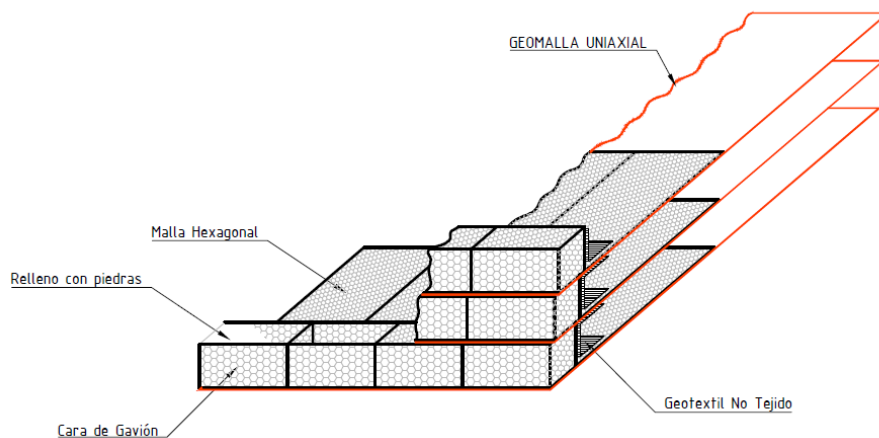 GEOMALLA UNIAXIAL
Malla Hexagonal
Relleno con piedras
Geotextil No Tejido
Cara de Gavión